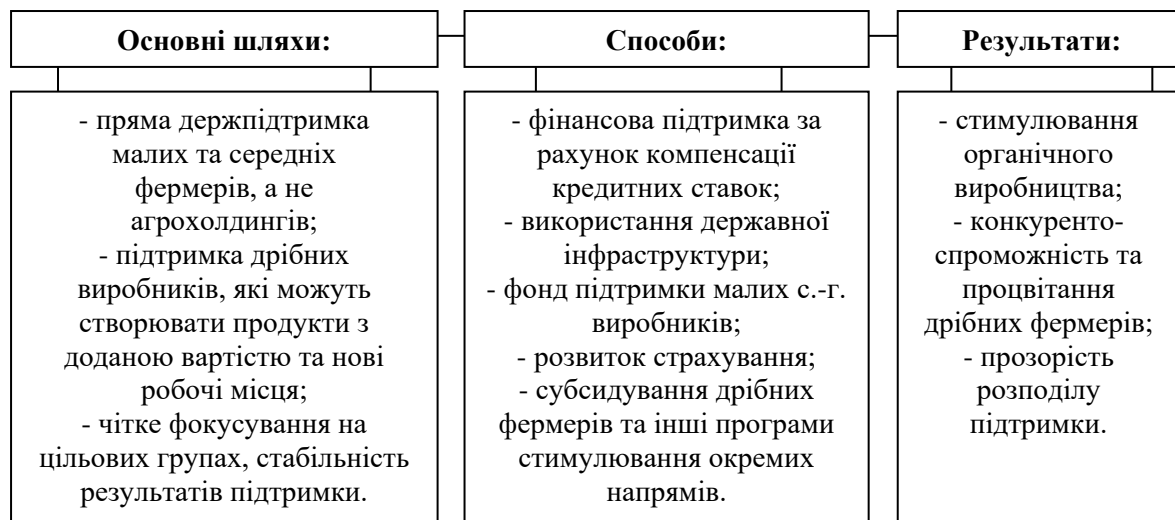 Основні шляхи:
- пряма держпідтримка
малих та середніх
фермерів, а не
агрохолдингів;
- підтримка дрібних
виробників, які можуть
створювати продукти з
доданою вартістю та нові
робочі місця;
- чітке фокусування на
цільових групах, стабільність
результатів підтримки.
Способи:
- фінансова підтримка за
рахунок компенсації
кредитних ставок;
- використання державної
інфраструктури;
- фонд підтримки малих с.-г.
виробників;
- розвиток страхування;
- субсидування дрібних
фермерів та інші програми
стимулювання окремих
напрямів.
Результати:
- стимулювання
органічного
виробництва;
- конкуренто-
спроможність та
процвітання
дрібних фермерів;
- прозорість
розподілу
підтримки.